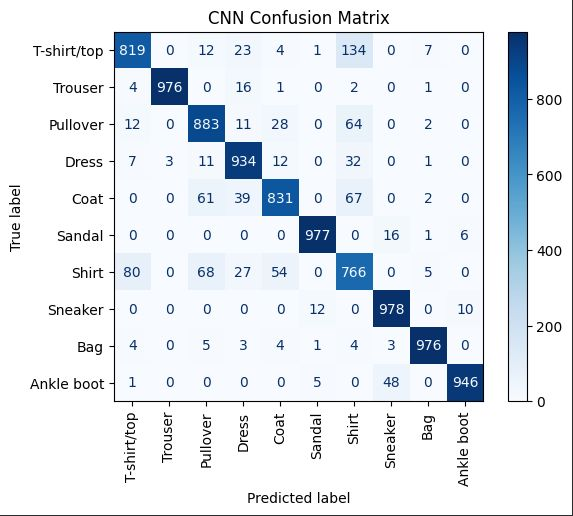 CNN Confusion Matrix
T-shirt/top 819 0 12 23 4 1 134 0 7 0
Trouser 4 976 0 16 1 0 2 0 1 0
Pullover 12 0 883 11 28 0 64 0 2 0
Dress 7 3 11 934 12 0 32 0 1 0
Coat 0 0 61 39 831 0 67 0 2 0
Sandal 0 0 0 0 0 977 0 16 1 6
Shirt 80 0 68 27 54 0 766 0 5 0
Sneaker 0 0 0 0 0 12 0 978 0 10
Bag 4 0 5 3 4 1 4 3 976 0
Ankle boot 1 0 0 0 0 5 0 48 0 946
True label
T-shirt/top
Trouser
Pullover
Dress
Coat
Sandal
Shirt
Sneaker
Bag
Ankle boot
Predicted label
800
600
400
200
0